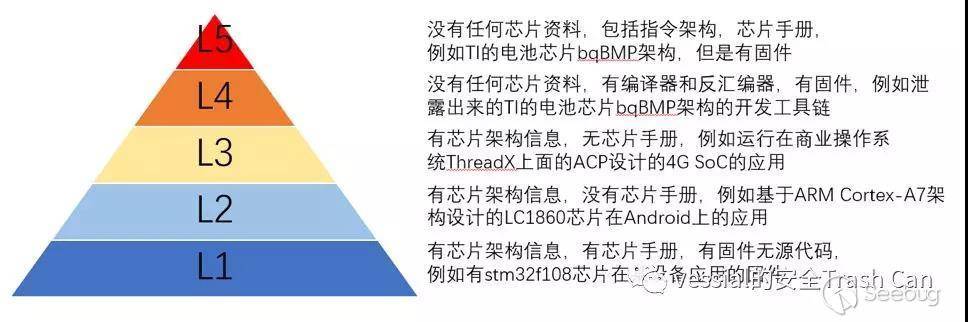 L5
没有任何芯片资料，包括指令架构，芯片手册，
例如TI的电池芯片bqBMP架构，但是有固件
L4
没有任何芯片资料，有编译器和反汇编器，有固件，例如泄
露出来的TI的电池芯片bqBMP架构的开发工具链
L3
有芯片架构信息，无芯片手册，例如运行在商业操作系
统ThreadX上面的ACP设计的4G SoC的应用
L2
有芯片架构信息，没有芯片手册，例如基于ARM Cortex-A7架
构设计的LC1860芯片在Android上的应用
L1
有芯片架构信息，有芯片手册，有固件无源代码，
例如有stm32f108芯片在设备应用的固件
vessial的安全Trash Can
Seebug